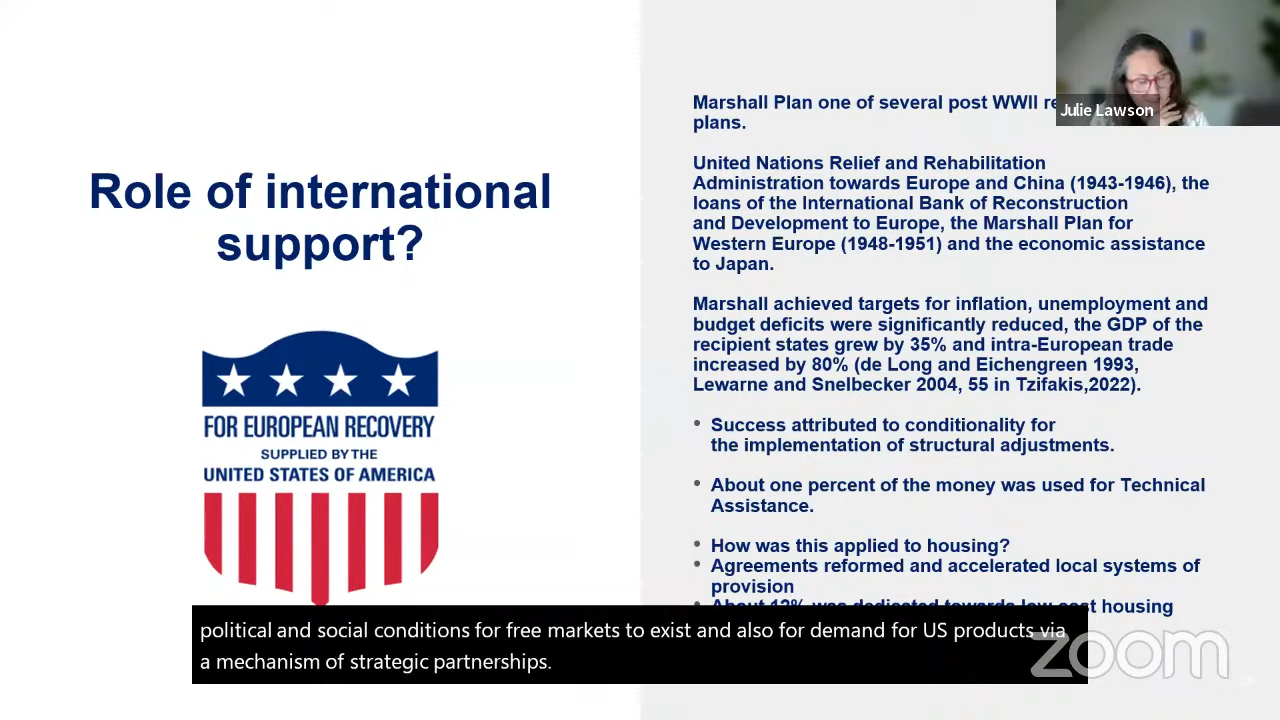 Role of international
support?
FOR EUROPEAN RECOVERY
SUPPLIED BY THE
UNITED STATES OF AMERICA
Marshall Plan one of several post WWII
plans.
United Nations Relief and Rehabilitation
Administration towards Europe and China (1943-1946), the
loans of the International Bank of Reconstruction
and Development to Europe, the Marshall Plan for
Western Europe (1948-1951) and the economic assistance
to Japan.
Marshall achieved targets for inflation, unemployment and
budget deficits were significantly reduced, the GDP of the
recipient states grew by 35% and intra-European trade
increased by 80% (de Long and Eichengreen 1993,
Lewarne and Snelbecker 2004, 55 in Tzifakis,2022).
• Success attributed to conditionality for
the implementation of structural adjustments.
• About one percent of the money was used for Technical
Assistance.
• How was this applied to housing?
• Agreements reformed and accelerated local systems of
provision
• About 12% was dedicated towards low cost housing
Julie Lawson
political and social conditions for free markets to exist and also for demand for US products via
a mechanism of strategic partnerships.
zoom